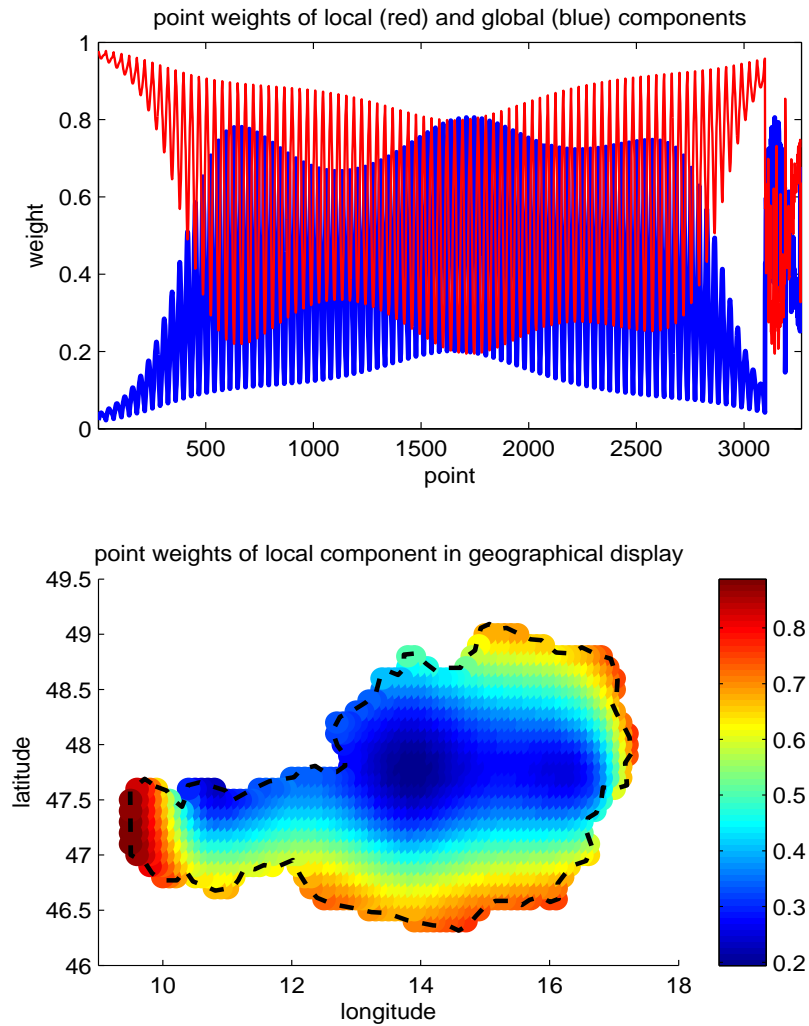 point weights of local (red) and global (blue) components
1
0.8
0.6
0.4
0.2
0
weight
500 1000 1500 2000 2500 3000
point
point weights of local component in geographical display
49.5
49
48.5
48
47.5
47
46.5
46
latitude
10 12 14 16 18
longitude
0.8
0.7
0.6
0.5
0.4
0.3
0.2